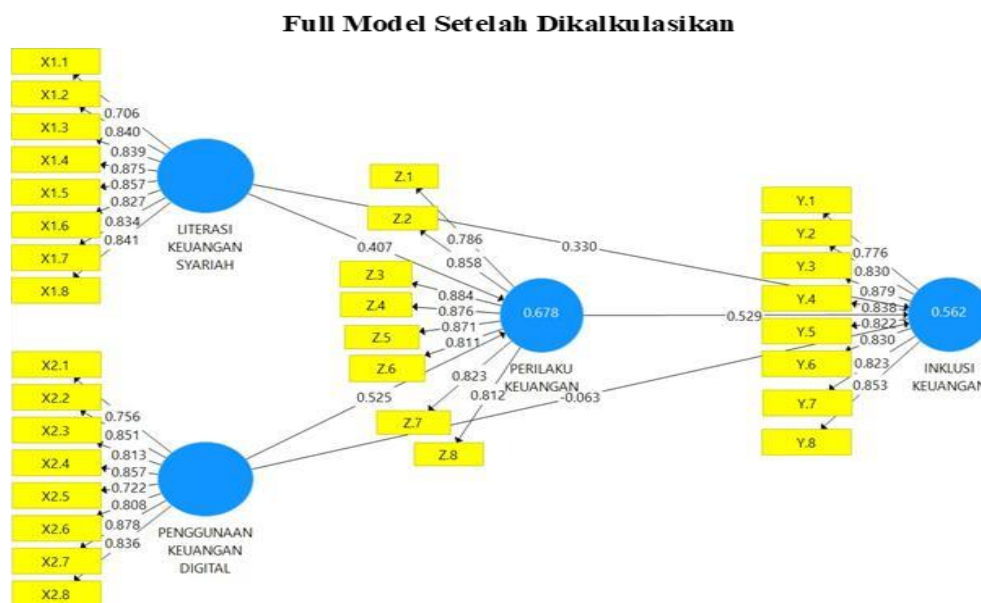 Full Model Setelah Dikalkulasikan
X1.1
X1.2
X1.3
X1.4
X1.5
X1.6
X1.7
X1.8
0.706
0.840
0.839
0.875
0.857
0.827
0.834
0.841
LITERASI
KEUANGAN
SYARIAH
X2.1
X2.2
X2.3
X2.4
X2.5
X2.6
X2.7
X2.8
0.756
0.851
0.813
0.857
0.722
0.808
0.878
0.836
PENGGUNAAN
KEUANGAN
DIGITAL
0.407
0.525
0.330
0.529
-0.063
Z.1
Z.2
Z.3
Z.4
Z.5
Z.6
Z.7
Z.8
0.786
0.858
0.884
0.876
0.871
0.811
0.823
0.812
0.678
PERILAKU
KEUANGAN
Y.1
Y.2
Y.3
Y.4
Y.5
Y.6
Y.7
Y.8
0.776
0.830
0.879
0.838
0.822
0.830
0.823
0.853
0.562
INKLUSI
KEUANGAN